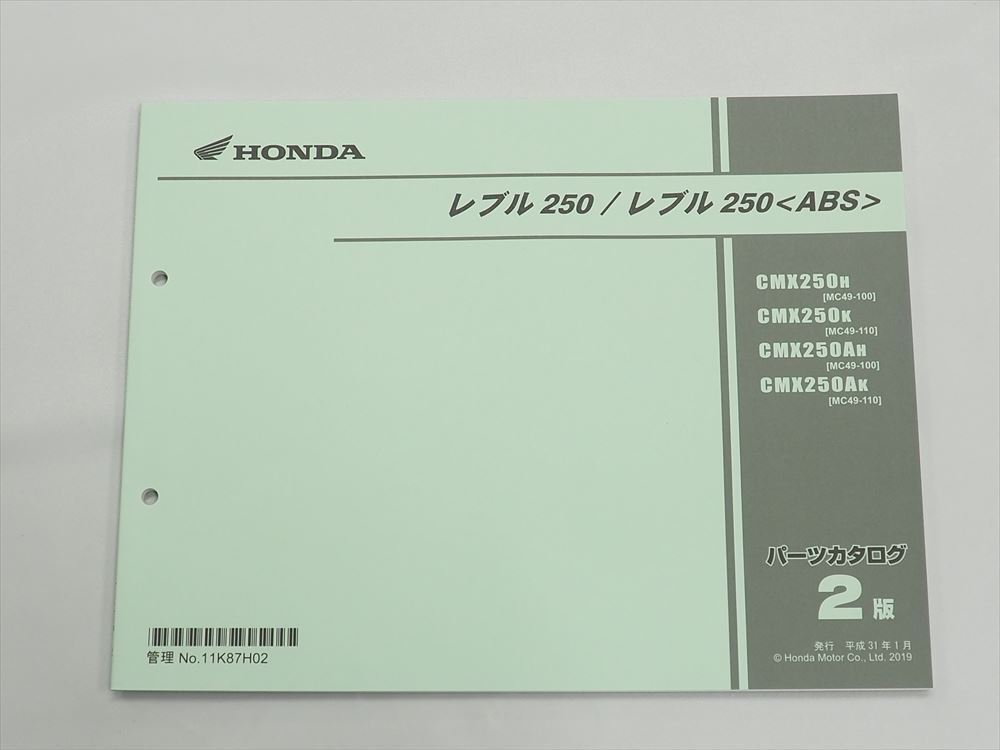 HONDA
レブル 250 / レブル 250<ABS>
CMX250H
[MC49-100]
CMX250K
[MC49-110]
CMX250AH
[MC49-100]
CMX250AK
[MC49-110]
パーツカタログ
2版
発行 平成31年1月
© Honda Motor Co., Ltd. 2019
管理 No.11K87H02